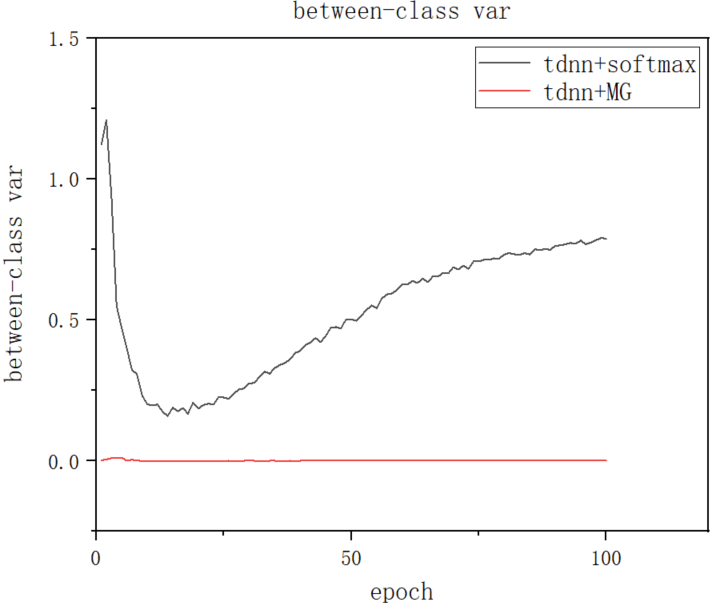 between-class var
1.5
tdnn+softmax
tdnn+MG
1.0
between-class var
0.5
0.0
0
50
100
epoch